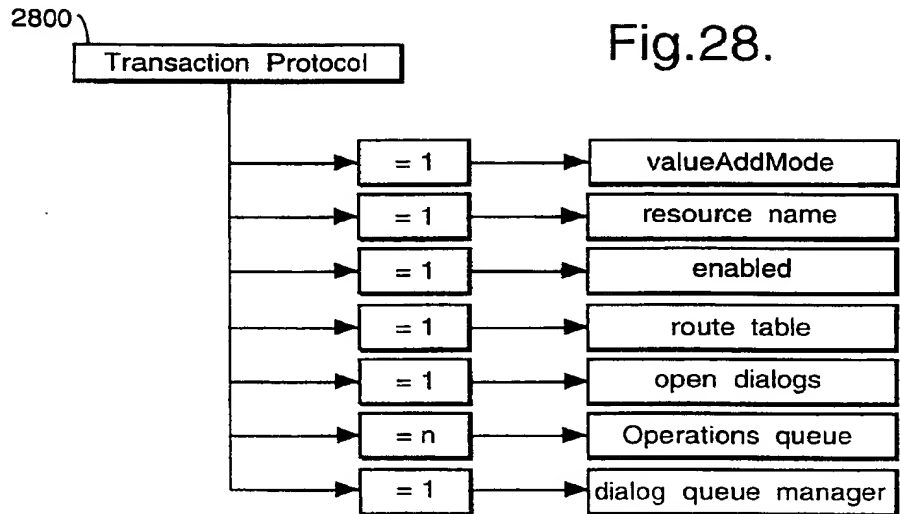 2800
Transaction Protocol
Fig.28.
= 1 valueAddMode
= 1 resource name
= 1 enabled
= 1 route table
= 1 open dialogs
= n Operations queue
= 1 dialog queue manager